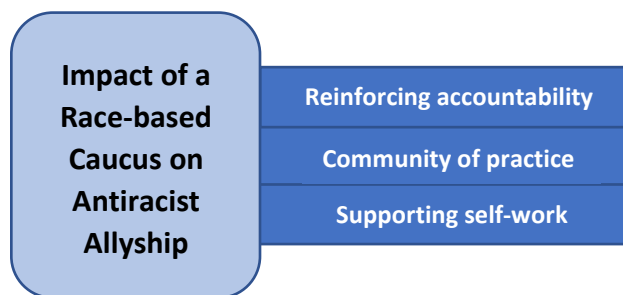 Impact of a
Race-based
Caucus on
Antiracist
Allyship
Reinforcing accountability
Community of practice
Supporting self-work